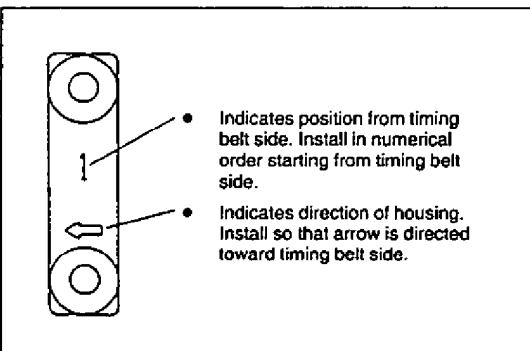 1
• Indicates position from timing
belt side. Install in numerical
order starting from timing belt
side.
• Indicates direction of housing.
Install so that arrow is directed
toward timing belt side.